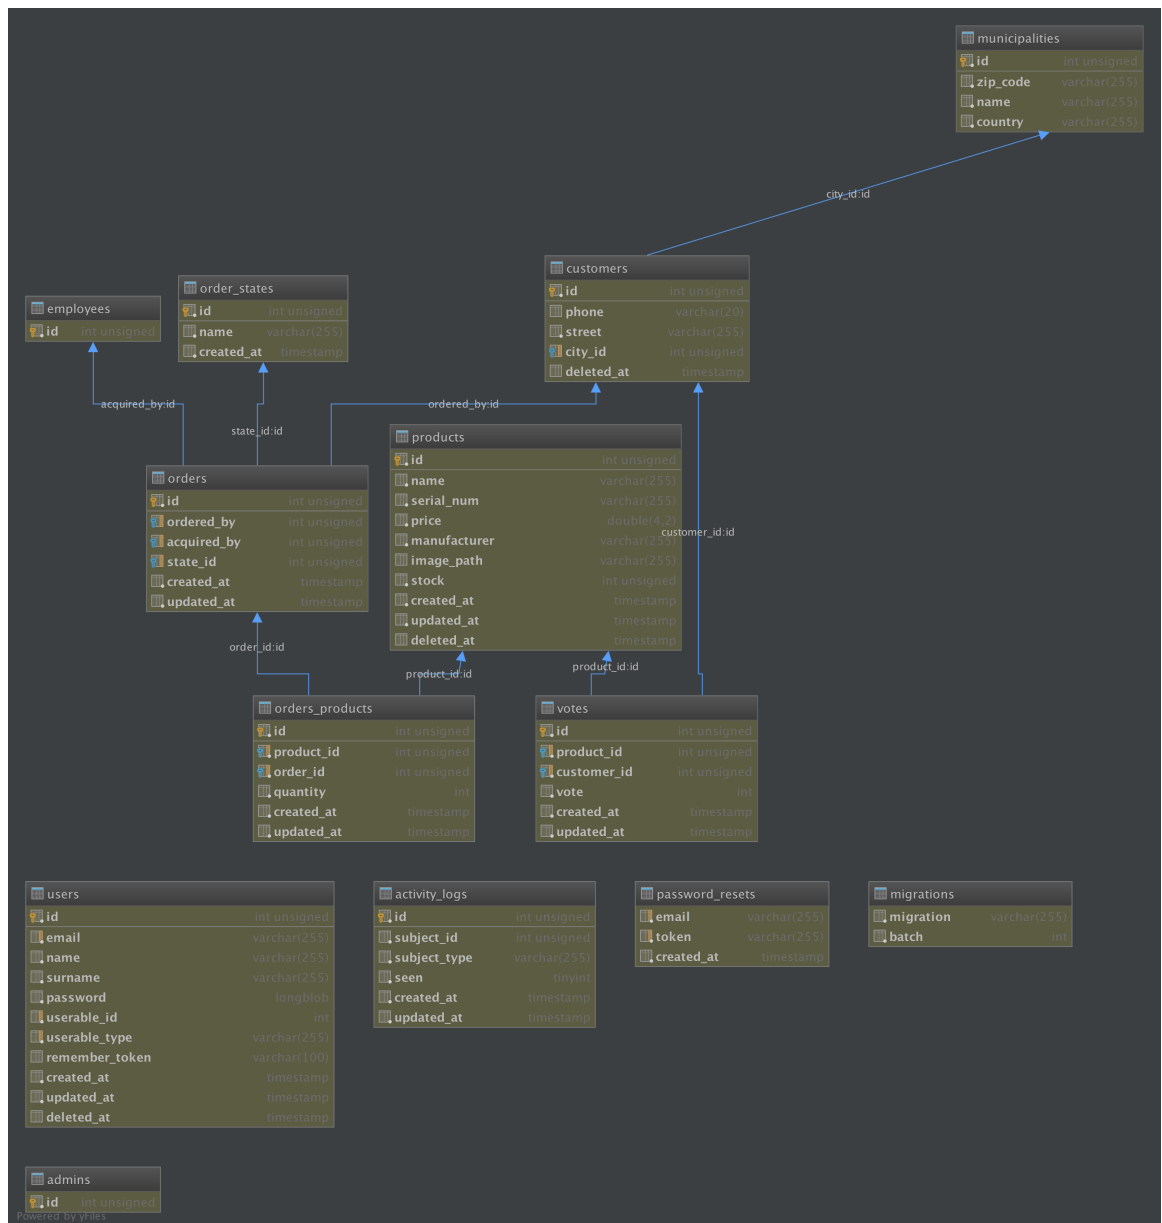 municipalities
id int unsigned
zip_code varchar(255)
name varchar(255)
country varchar(255)
city_id:id
customers
id int unsigned
phone varchar(20)
street varchar(255)
city_id int unsigned
deleted_at timestamp
order_states
id int unsigned
name varchar(255)
created_at timestamp
employees
id int unsigned
acquired_by:id
ordered_by:id
state_id:id
products
id int unsigned
name varchar(255)
serial_num varchar(255)
price double(4,2)
manufacturer varchar(255)
image_path varchar(255)
stock int unsigned
created_at timestamp
updated_at timestamp
deleted_at timestamp
customer_id:id
orders
id int unsigned
ordered_by int unsigned
acquired_by int unsigned
state_id int unsigned
created_at timestamp
updated_at timestamp
order_id:id
product_id:id
product_id:id
orders_products
id int unsigned
product_id int unsigned
order_id int unsigned
quantity int
created_at timestamp
updated_at timestamp
votes
id int unsigned
product_id int unsigned
customer_id int unsigned
vote int
created_at timestamp
updated_at timestamp
users
id int unsigned
email varchar(255)
name varchar(255)
surname varchar(255)
password longblob
userable_id int
userable_type varchar(255)
remember_token varchar(100)
created_at timestamp
updated_at timestamp
deleted_at timestamp
activity_logs
id int unsigned
subject_id int unsigned
subject_type varchar(255)
seen tinyint
created_at timestamp
updated_at timestamp
password_resets
email varchar(255)
token varchar(255)
created_at timestamp
migrations
migration varchar(255)
batch int
admins
id int unsigned
Powered by yFiles